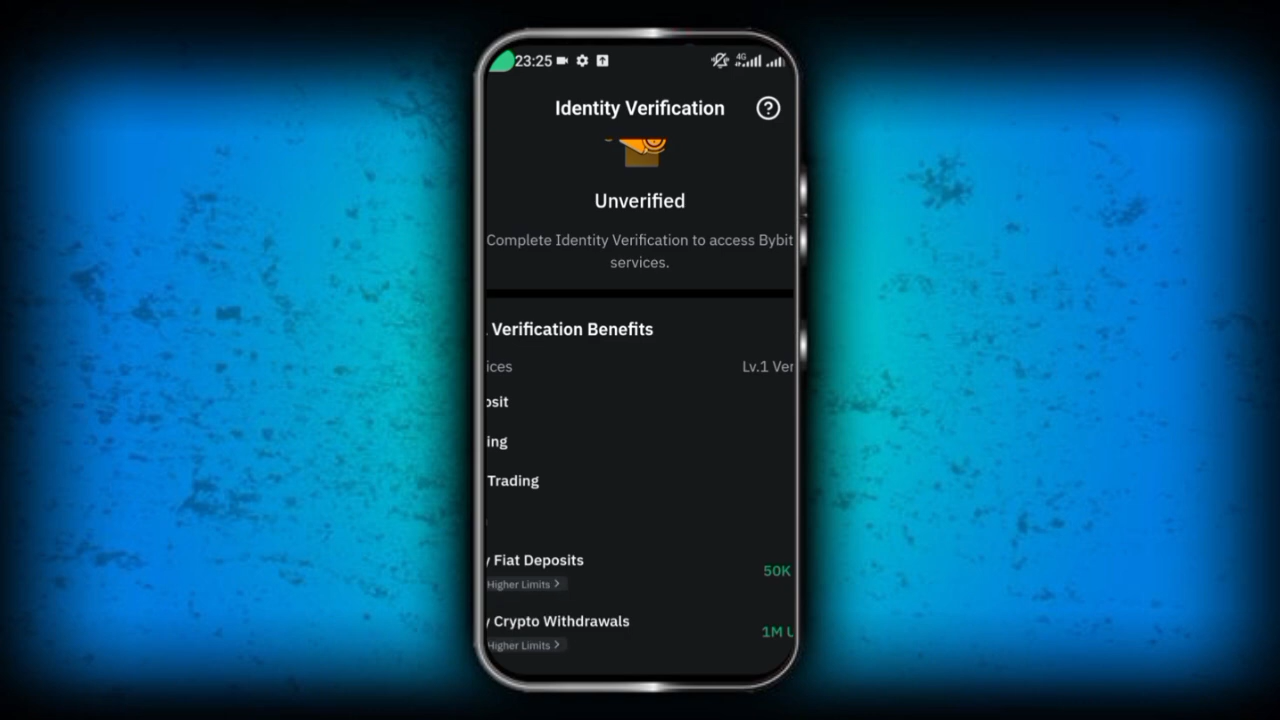 23:25
4G
Identity Verification
Unverified
Complete Identity Verification to access Bybit
services.
Verification Benefits
ices
Lv.1 Ver
osit
ing
Trading
y Fiat Deposits
50K
Higher Limits >
y Crypto Withdrawals
1M U
Higher Limits >